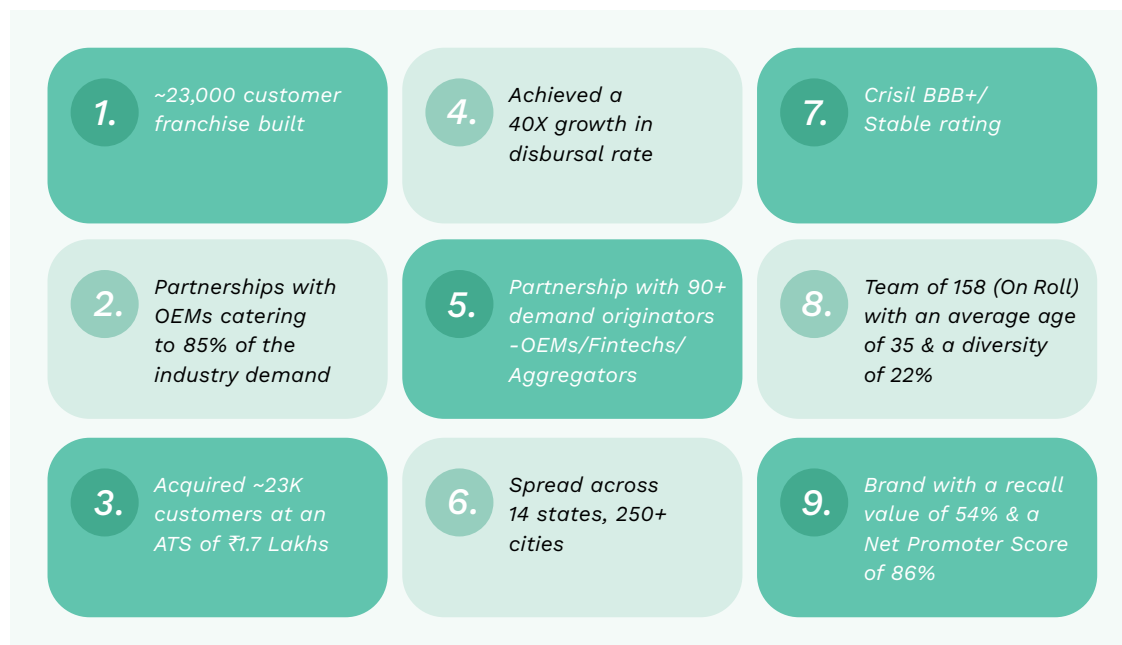 1.
~23,000 customer
franchise built
2.
Partnerships with
OEMs catering
to 85% of the
industry demand
3.
Acquired ~23K
customers at an
ATS of ₹1.7 Lakhs
4.
Achieved a
40X growth in
disbursal rate
5.
Partnership with 90+
demand originators
-OEMs/Fintechs/
Aggregators
6.
Spread across
14 states, 250+
cities
7.
Crisil BBB+/
Stable rating
8.
Team of 158 (On Roll)
with an average age
of 35 & a diversity
of 22%
9.
Brand with a recall
value of 54% & a
Net Promoter Score
of 86%